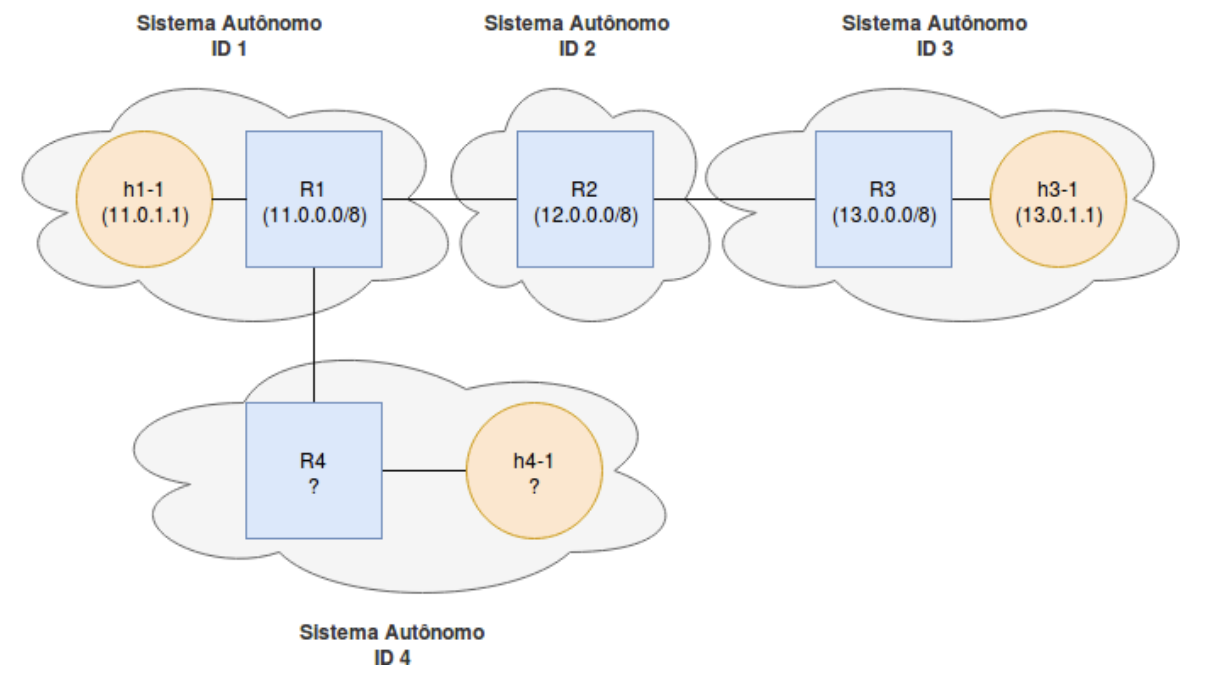 Sistema Autônomo
ID 1
Sistema Autônomo
ID 2
Sistema Autônomo
ID 3
h1-1
(11.0.1.1)
R1
(11.0.0.0/8)
R2
(12.0.0.0/8)
R3
(13.0.0.0/8)
h3-1
(13.0.1.1)
R4
?
h4-1
?
Sistema Autônomo
ID 4